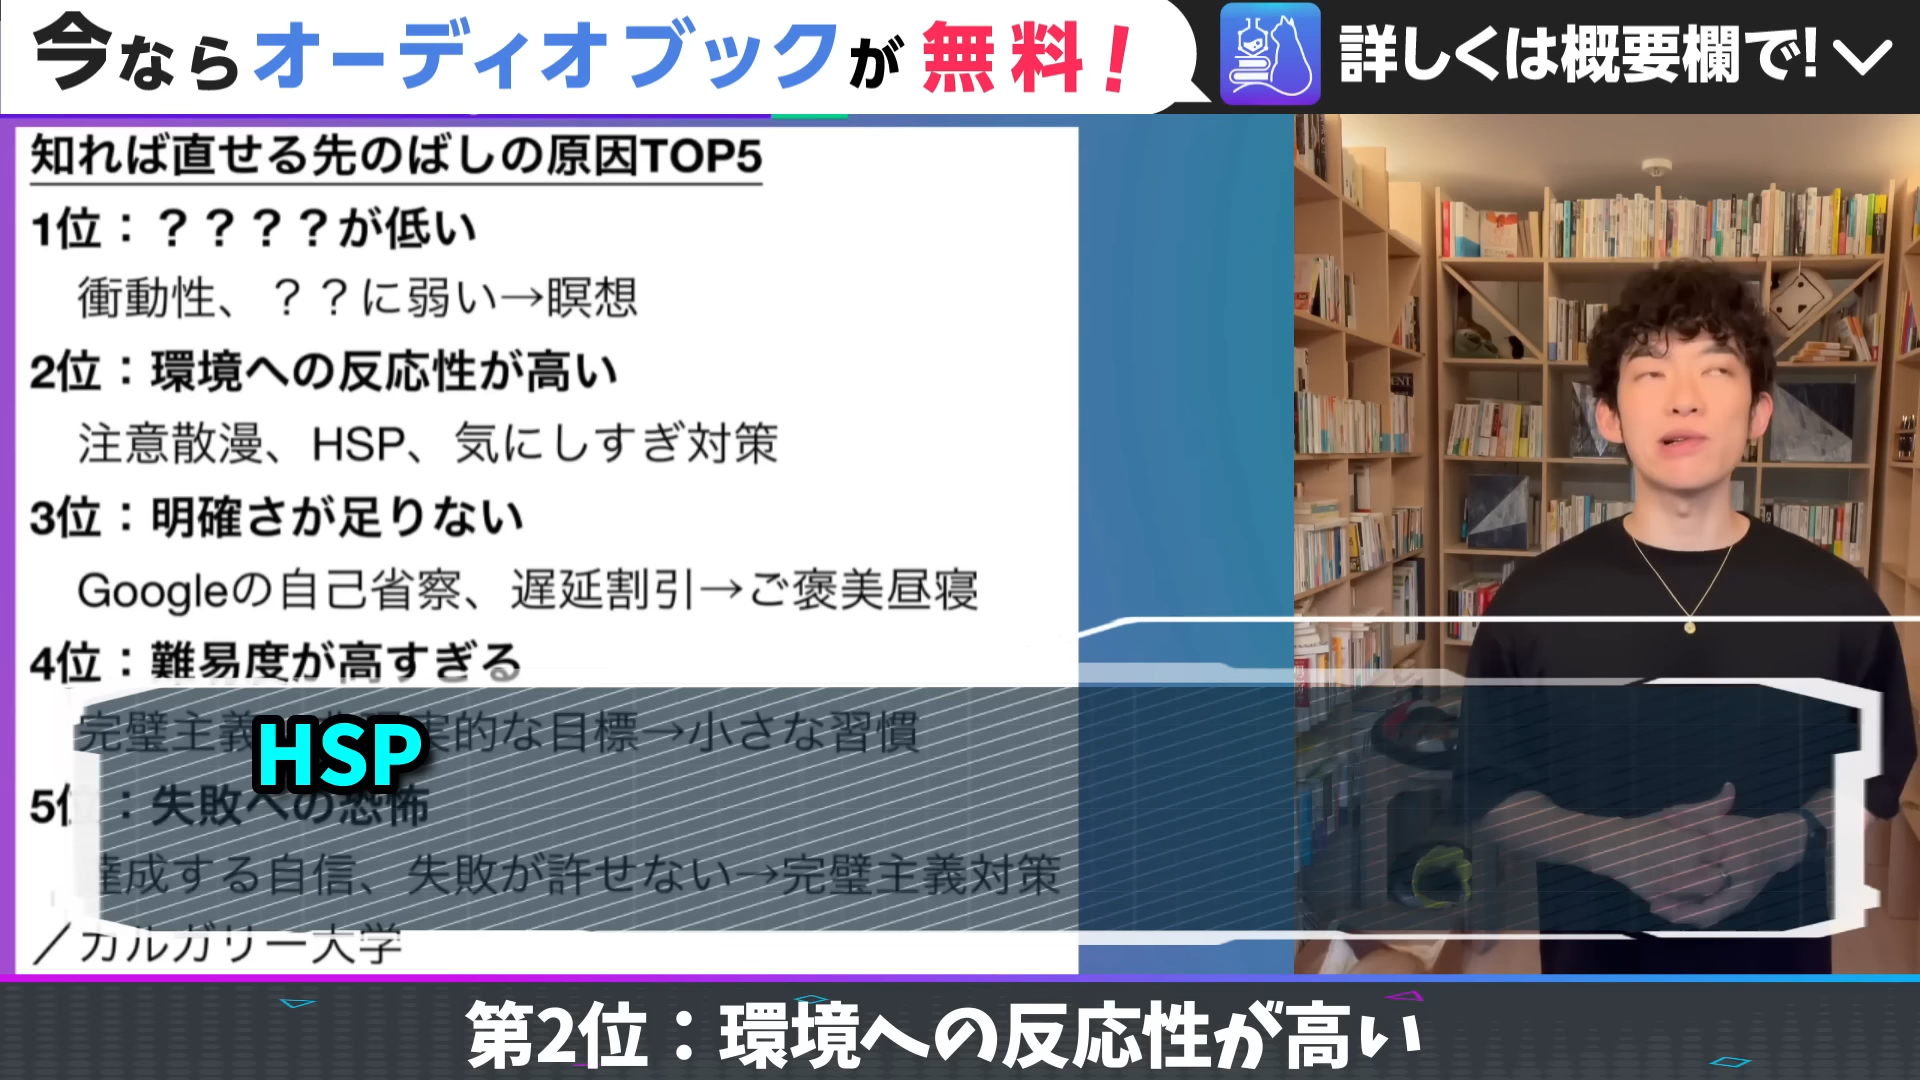 今ならオーディオブックが無料！
詳しくは概要欄で!
知れば直せる先のばしの原因TOP5
1位：？？？？が低い
衝動性、？？に弱い→瞑想
2位：環境への反応性が高い
注意散漫、HSP、気にしすぎ対策
3位：明確さが足りない
Googleの自己省察、遅延割引→ご褒美昼寝
4位：難易度が高すぎる
完璧主義 実的な目標→小さな習慣
HSP
5位：失敗への恐怖
達成する自信、失敗が許せない→完璧主義対策
／カルガリー大学
第2位：環境への反応性が高い